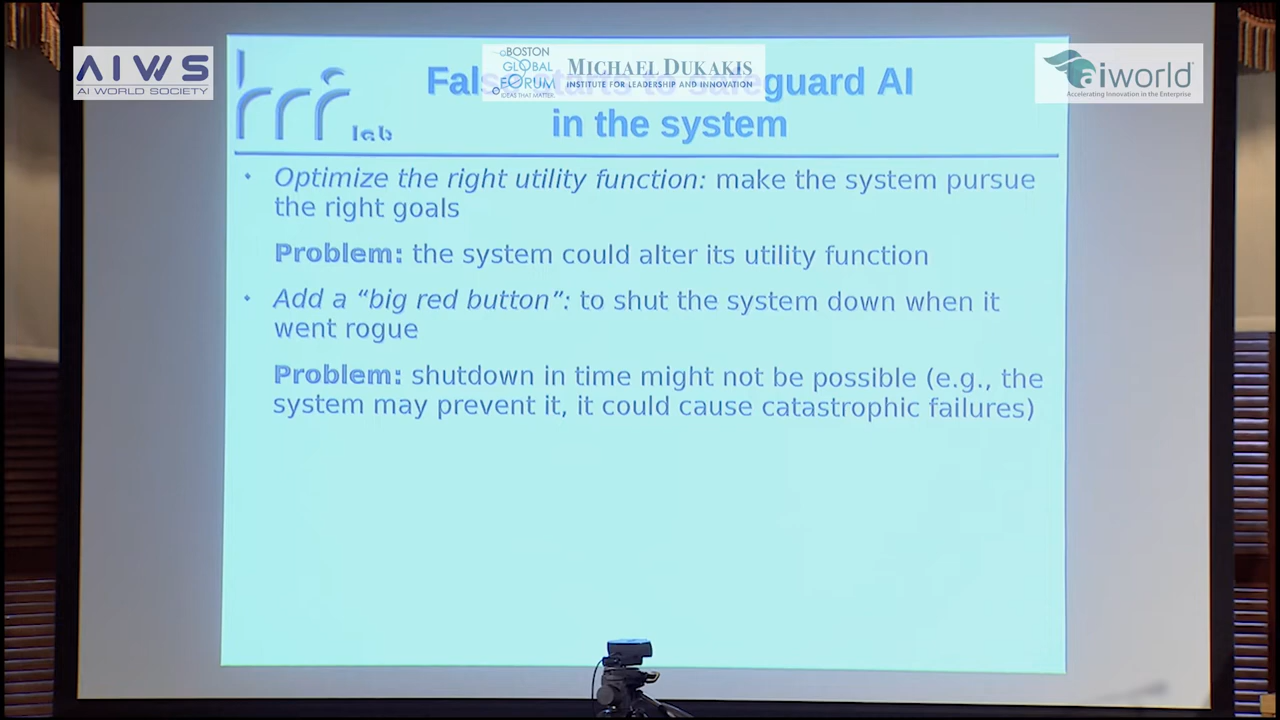 AIWS
AI WORLD SOCIETY
BOSTON
GLOBAL
FORUM
IDEAS THAT MATTER
MICHAEL DUKAKIS
INSTITUTE FOR LEADERSHIP AND INNOVATION
aiworld
Accelerating Innovation in the Enterprise
hrilab
safeguard AI
in the system
• Optimize the right utility function: make the system pursue
the right goals
Problem: the system could alter its utility function
• Add a “big red button”: to shut the system down when it
went rogue
Problem: shutdown in time might not be possible (e.g., the
system may prevent it, it could cause catastrophic failures)